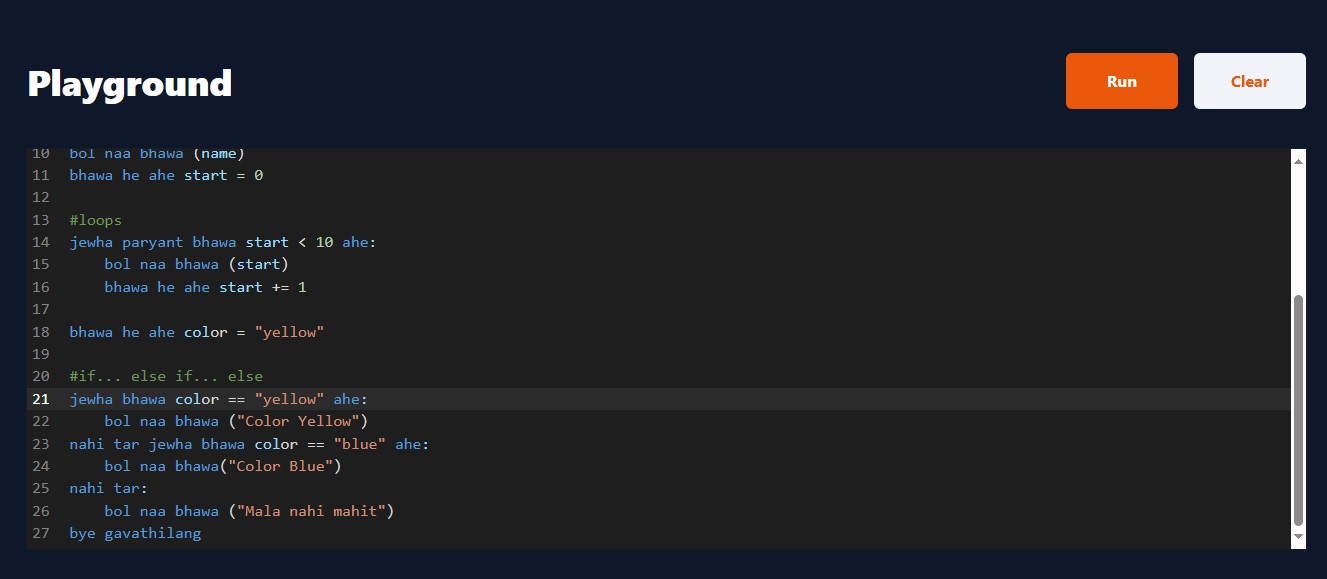 Playground
Run
Clear
10 bol naa bhawa (name)
11 bhawa he ahe start = 0
12
13 #loops
14 jewha paryant bhawa start < 10 ahe:
15     bol naa bhawa (start)
16     bhawa he ahe start += 1
17
18 bhawa he ahe color = "yellow"
19
20 #if... else if... else
21 jewha bhawa color == "yellow" ahe:
22     bol naa bhawa ("Color Yellow")
23 nahi tar jewha bhawa color == "blue" ahe:
24     bol naa bhawa("Color Blue")
25 nahi tar:
26     bol naa bhawa ("Mala nahi mahit")
27 bye gavathilang